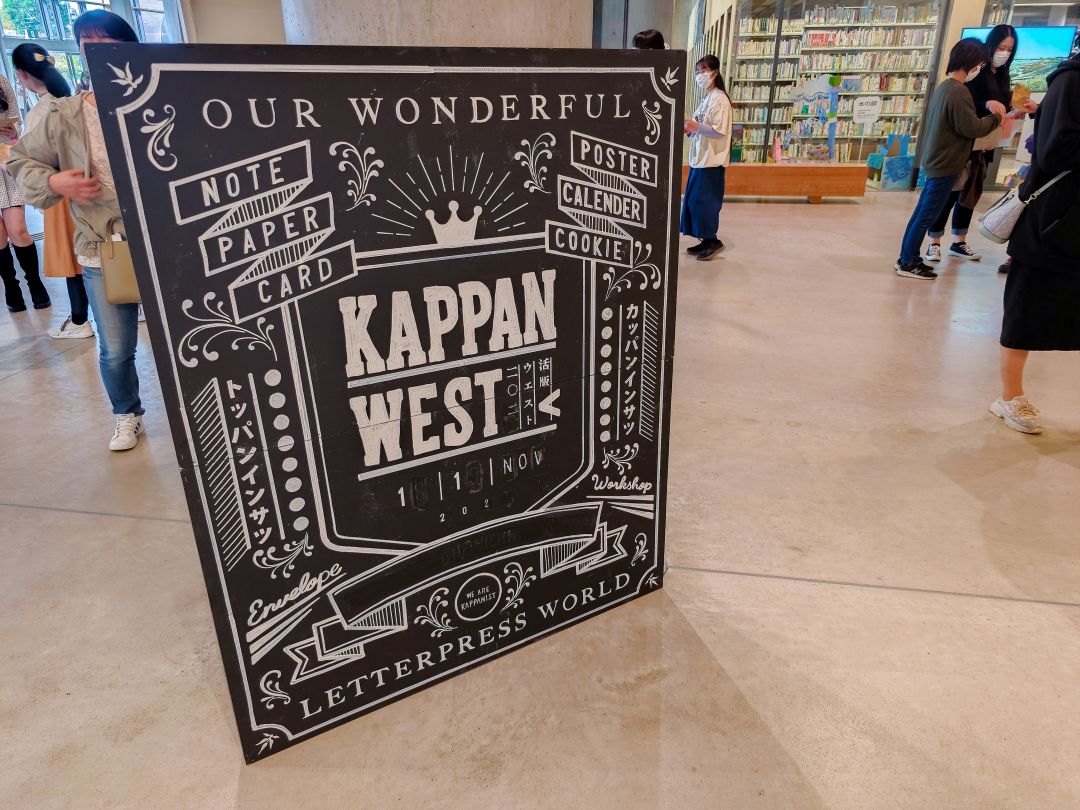 OUR WONDERFUL
NOTE
PAPER
CARD
POSTER
CALENDER
COOKIE
KAPPAN
WEST
活版
ウエスト
トッパンインサツ
カッパンインサツ
NOV
Workshop
Envelope
WE ARE
KAPPANIST
LETTERPRESS WORLD